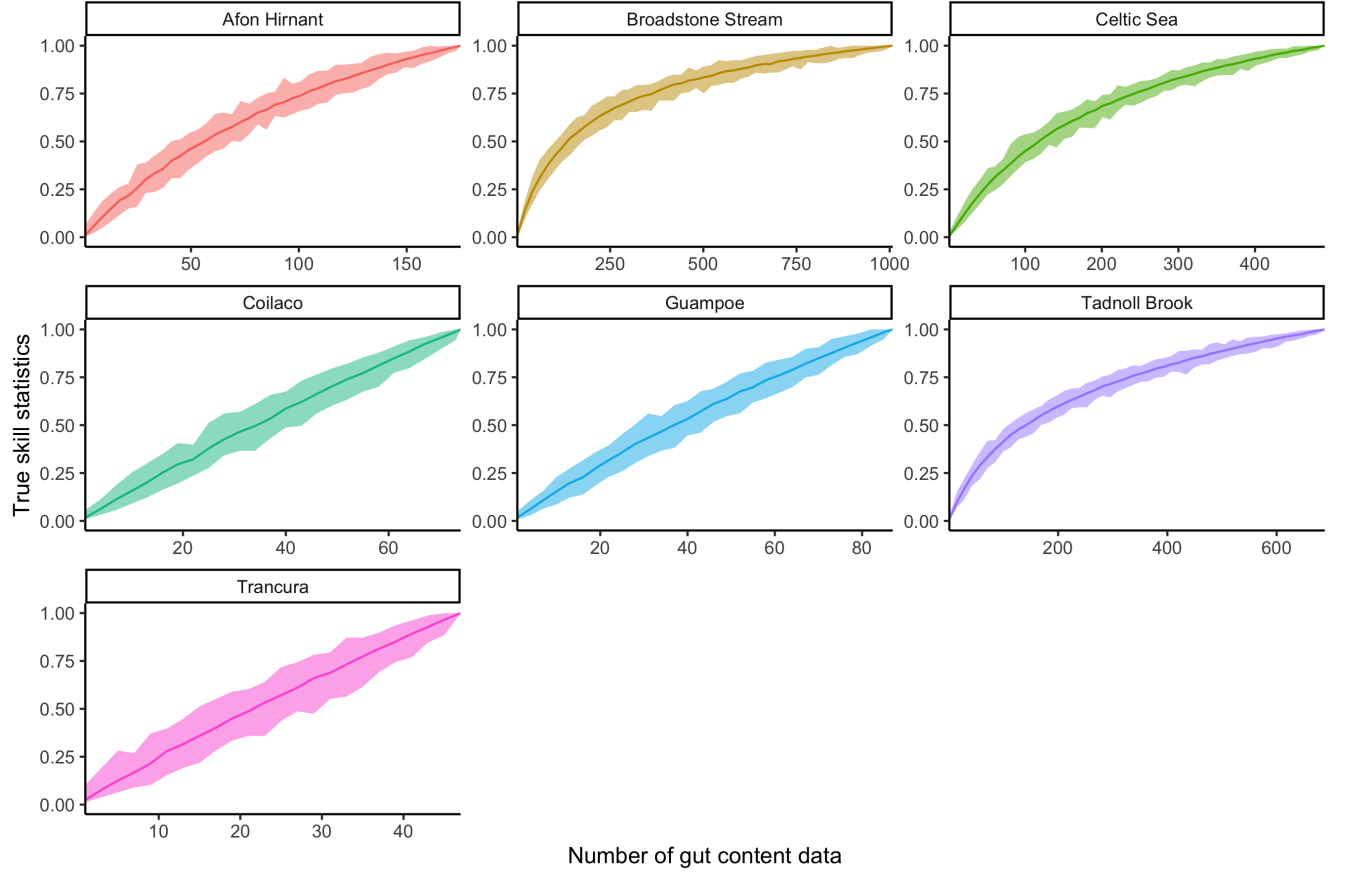 Afon Hirnant
Broadstone Stream
Celtic Sea
1.00
0.75
0.50
0.25
0.00
50 100 150
1.00
0.75
0.50
0.25
0.00
250 500 750 1000
1.00
0.75
0.50
0.25
0.00
100 200 300 400
Coilaco
Guampoe
Tadnoll Brook
1.00
0.75
0.50
0.25
0.00
20 40 60
1.00
0.75
0.50
0.25
0.00
20 40 60 80
1.00
0.75
0.50
0.25
0.00
200 400 600
Trancura
1.00
0.75
0.50
0.25
0.00
10 20 30 40
True skill statistics
Number of gut content data